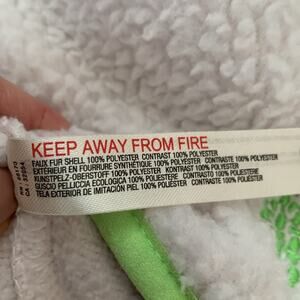 KEEP AWAY FROM FIRE
FAUX FUR SHELL 100% POLYESTER CONTRAST 100% POLYESTER
EXTÉRIEUR EN FOURRURE SYNTHÉTIQUE 100% POLYESTER CONTRASTE 100% POLYESTER
100% POLYESTER KONTRAST 100% POLYESTER
GUSCIO PELLICCIA ECOLOGICA 100% POLIESTERE CONTRASTO 100% POLIESTERE
TELA EXTERIOR DE IMITACIÓN PIEL 100% POLIÉSTER CONTRASTE 100% POLIÉSTER